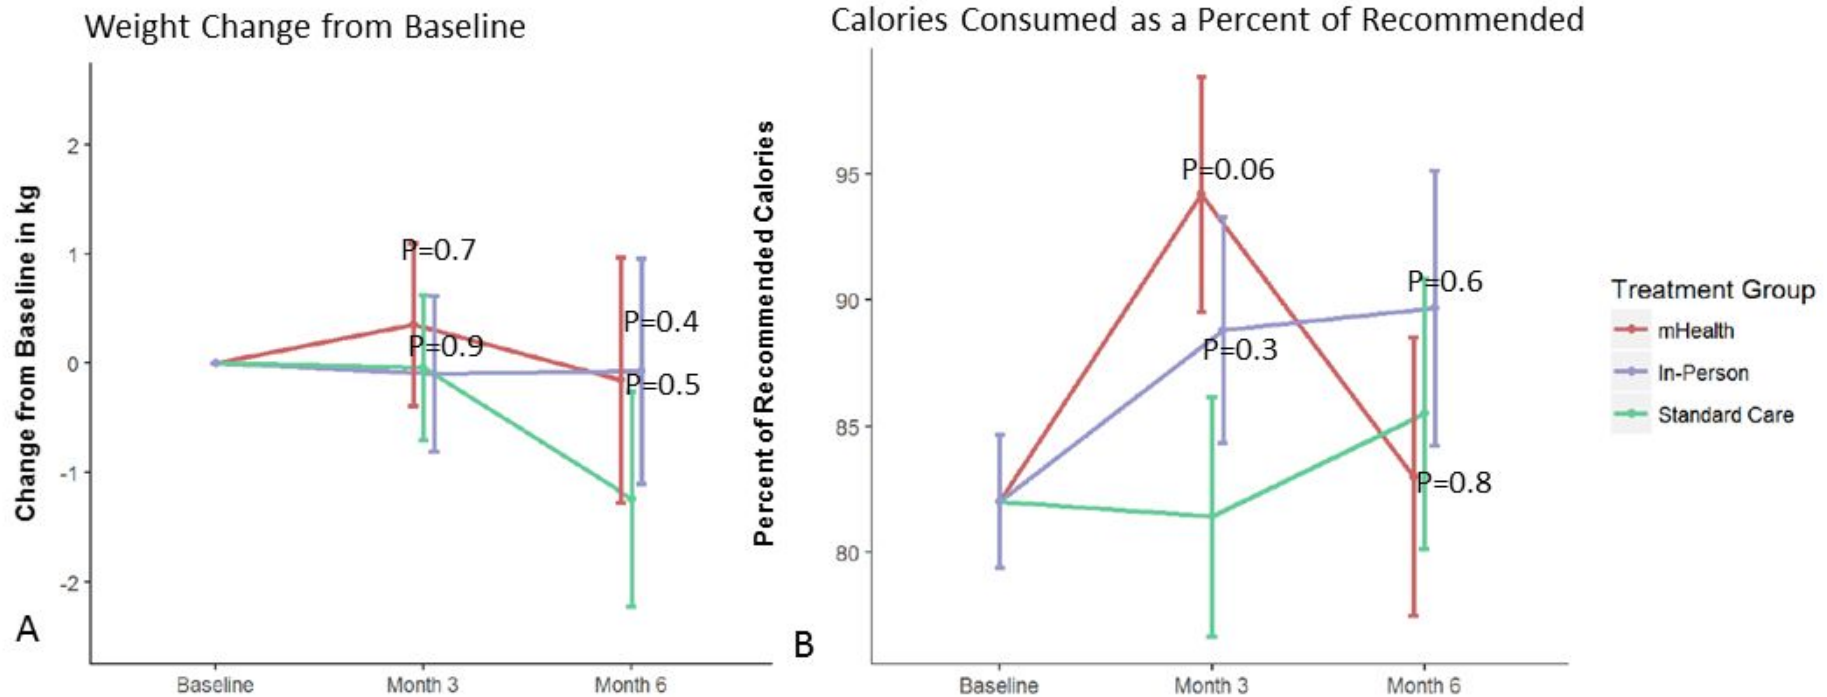 Weight Change from Baseline
Change from Baseline in kg
2
1
0
-1
-2
P=0.7
P=0.9
P=0.4
P=0.5
A
Baseline
Month 3
Month 6
Calories Consumed as a Percent of Recommended
Percent of Recommended Calories
95
90
85
80
P=0.06
P=0.3
P=0.6
P=0.8
B
Baseline
Month 3
Month 6
Treatment Group
mHealth
In-Person
Standard Care